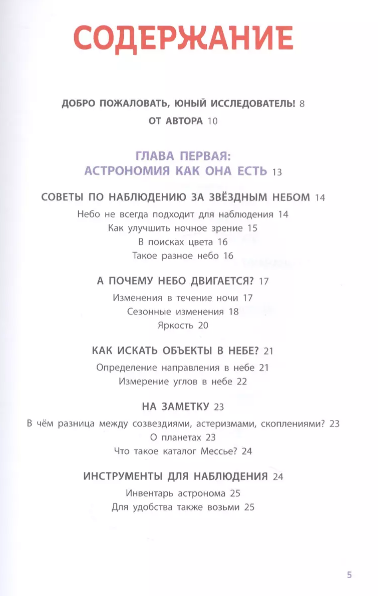 СОДЕРЖАНИЕ
ДОБРО ПОЖАЛОВАТЬ, ЮНЫЙ ИССЛЕДОВАТЕЛЬ! 8
ОТ АВТОРА 10
ГЛАВА ПЕРВАЯ:
АСТРОНОМИЯ КАК ОНА ЕСТЬ 13
СОВЕТЫ ПО НАБЛЮДЕНИЮ ЗА ЗВЁЗДНЫМ НЕБОМ 14
Небо не всегда подходит для наблюдения 14
Как улучшить ночное зрение 15
В поисках цвета 16
Такое разное небо 16
А ПОЧЕМУ НЕБО ДВИГАЕТСЯ? 17
Изменения в течение ночи 17
Сезонные изменения 18
Яркость 20
КАК ИСКАТЬ ОБЪЕКТЫ В НЕБЕ? 21
Определение направления в небе 21
Измерение углов в небе 22
НА ЗАМЕТКУ 23
В чём разница между созвездиями, астеризмами, скоплениями? 23
О планетах 23
Что такое каталог Мессье? 24
ИНСТРУМЕНТЫ ДЛЯ НАБЛЮДЕНИЯ 24
Инвентарь астронома 25
Для удобства также возьми 25
5